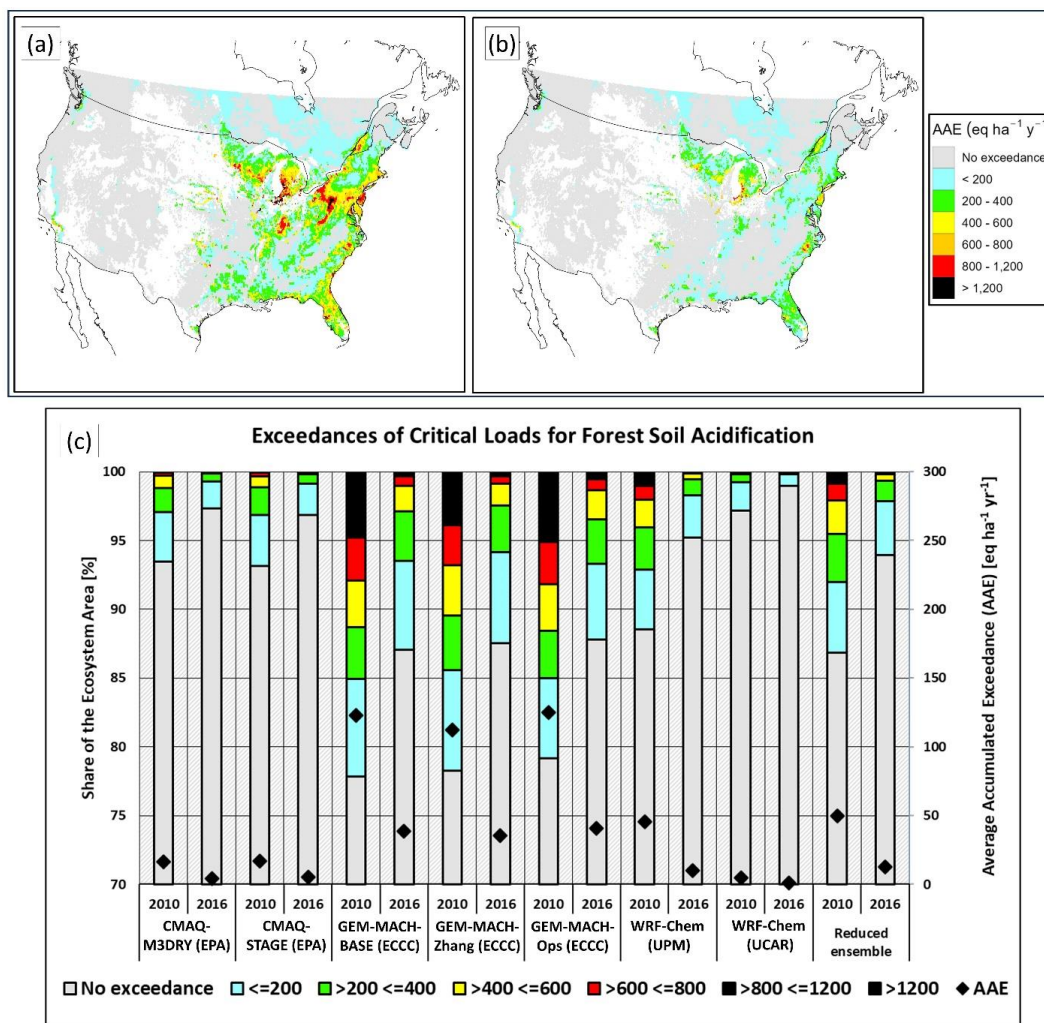 (a)
(b)
AAE (eq ha⁻¹ y⁻
No exceedance
< 200
200 - 400
400 - 600
600 - 800
800 - 1,200
> 1,200
(c)
Exceedances of Critical Loads for Forest Soil Acidification
Share of the Ecosystem Area [%]
100
95
90
85
80
75
70
300
250
200
150
100
50
0
Average Accumulated Exceedance (AAE) [eq ha⁻¹ yr⁻¹]
2010 2016 2010 2016 2010 2016 2010 2016 2010 2016 2010 2016 2010 2016 2010 2016
CMAQ-
M3DRY (EPA)
CMAQ-
STAGE (EPA)
GEM-MACH-
BASE (ECCC)
GEM-MACH-
Zhang (ECCC)
GEM-MACH-
Ops (ECCC)
WRF-Chem
(UPM)
WRF-Chem
(UCAR)
Reduced
ensemble
No exceedance <=200 >200 <=400 >400 <=600 >600 <=800 >800 <=1200 >1200 AAE